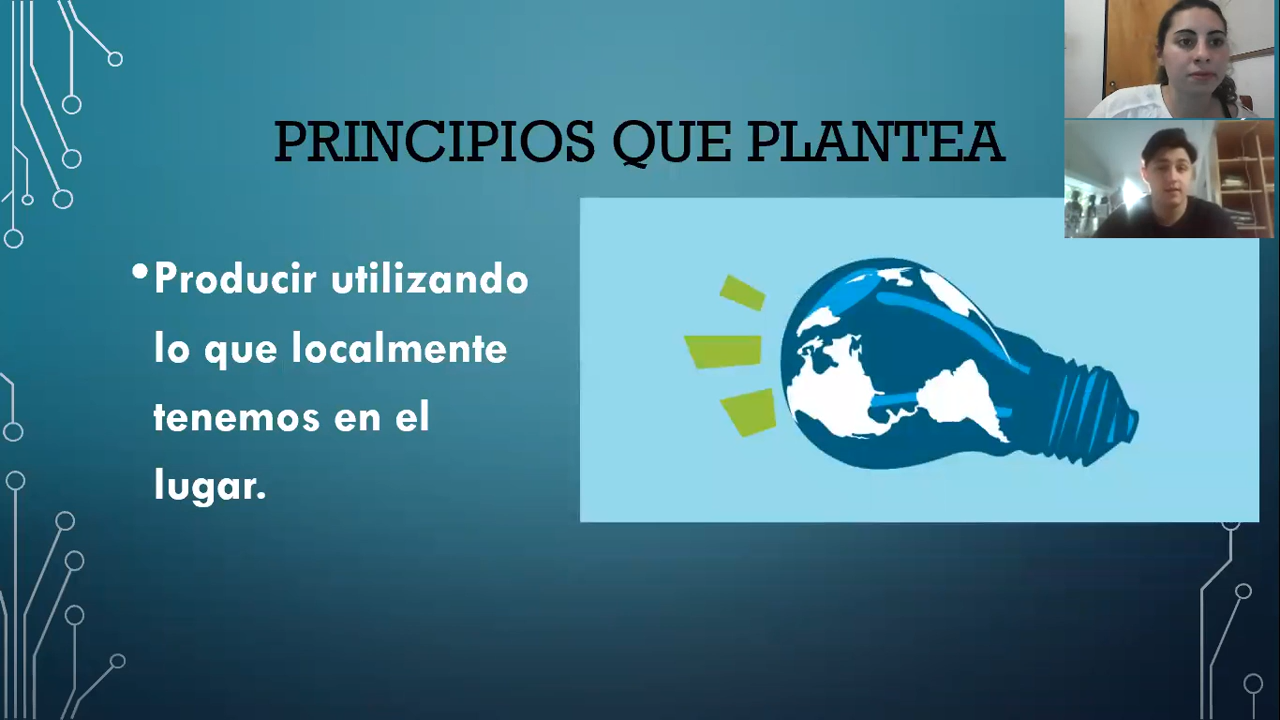 PRINCIPIOS QUE PLANTEA
•Producir utilizando
lo que localmente
tenemos en el
lugar.